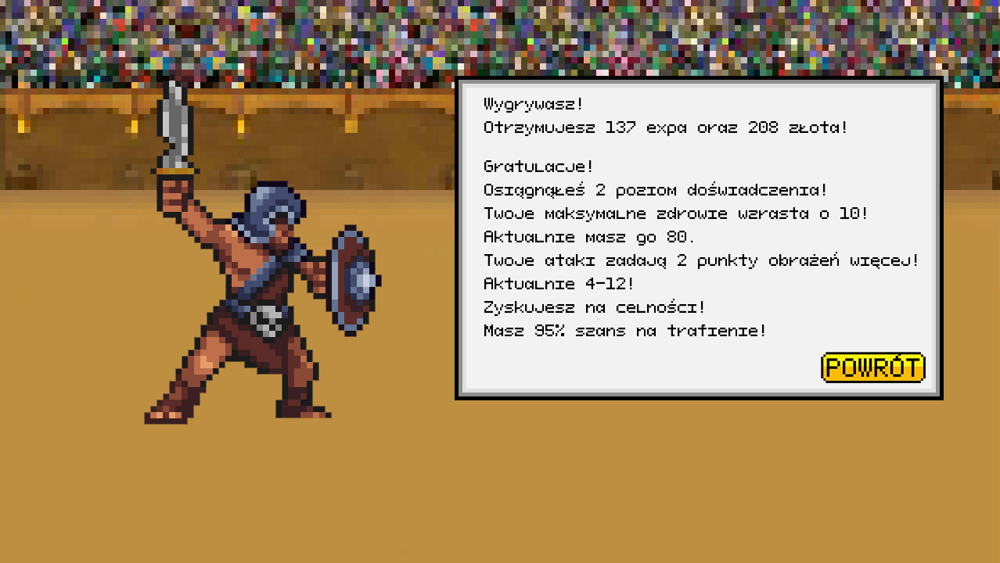 Wygrywasz!
Otrzymujesz 137 expa oraz 208 złota!
Gratulacje!
Osiągnąłeś 2 poziom doświadczenia!
Twoje maksymalne zdrowie wzrasta o 10!
Aktualnie masz go 80.
Twoje ataki zadają 2 punkty obrażeń więcej!
Aktualnie 4-12!
Zyskujesz na celności!
Masz 95% szans na trafienie!
POWRÓT